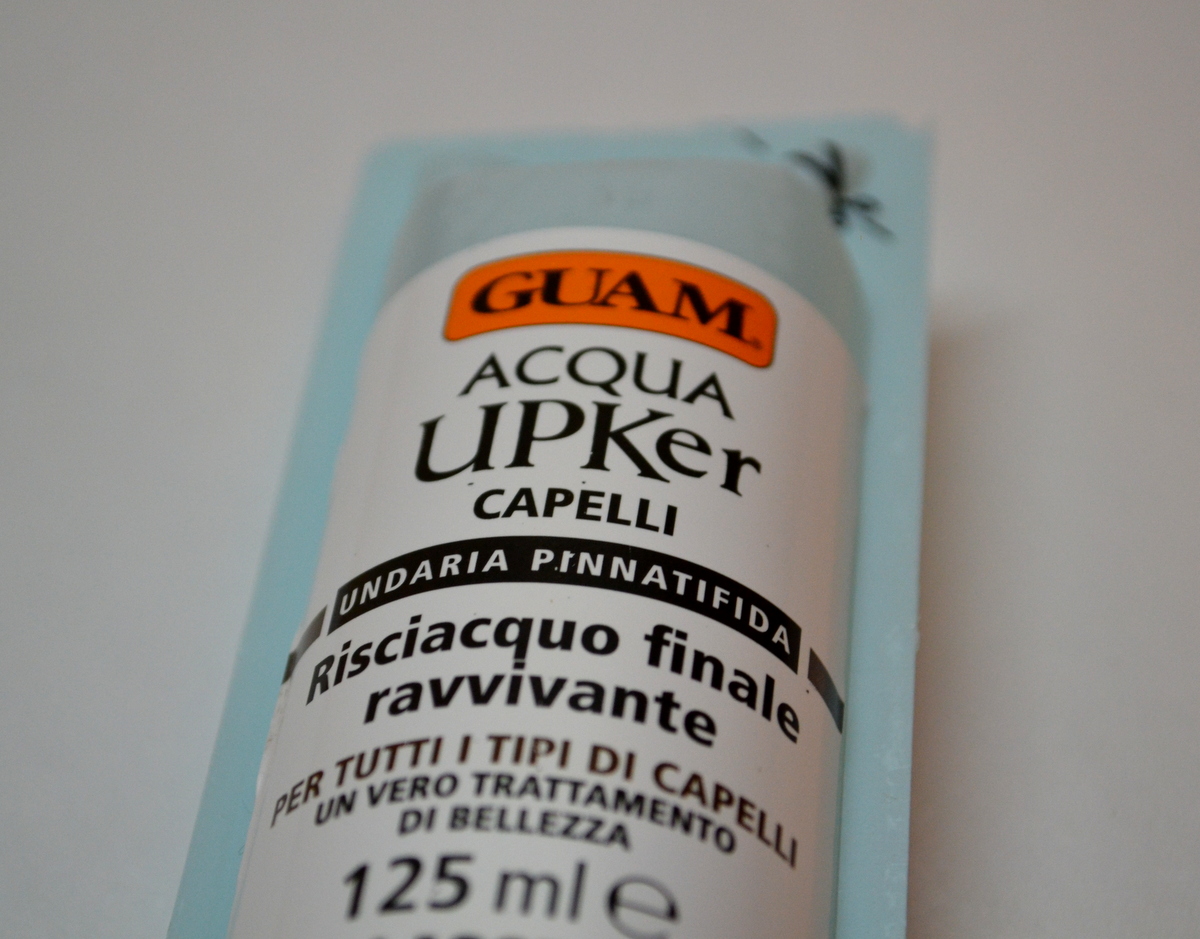 GUAM®
ACQUA
UPKer
CAPELLI
UNDARIA PINNATIFIDA
Risciacquo finale
ravvivante
PER TUTTI I TIPI DI CAPELLI
UN VERO TRATTAMENTO
DI BELLEZZA
125 ml ℮